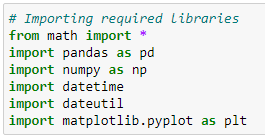 # Importing required Libraries
from math import *
import pandas as pd
import numpy as np
import datetime
import dateutil
import matplotlib.pyplot as plt